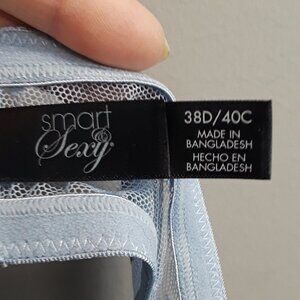 smart
&
Sexy
38D/40C
MADE IN
BANGLADESH
HECHO EN
BANGLADESH